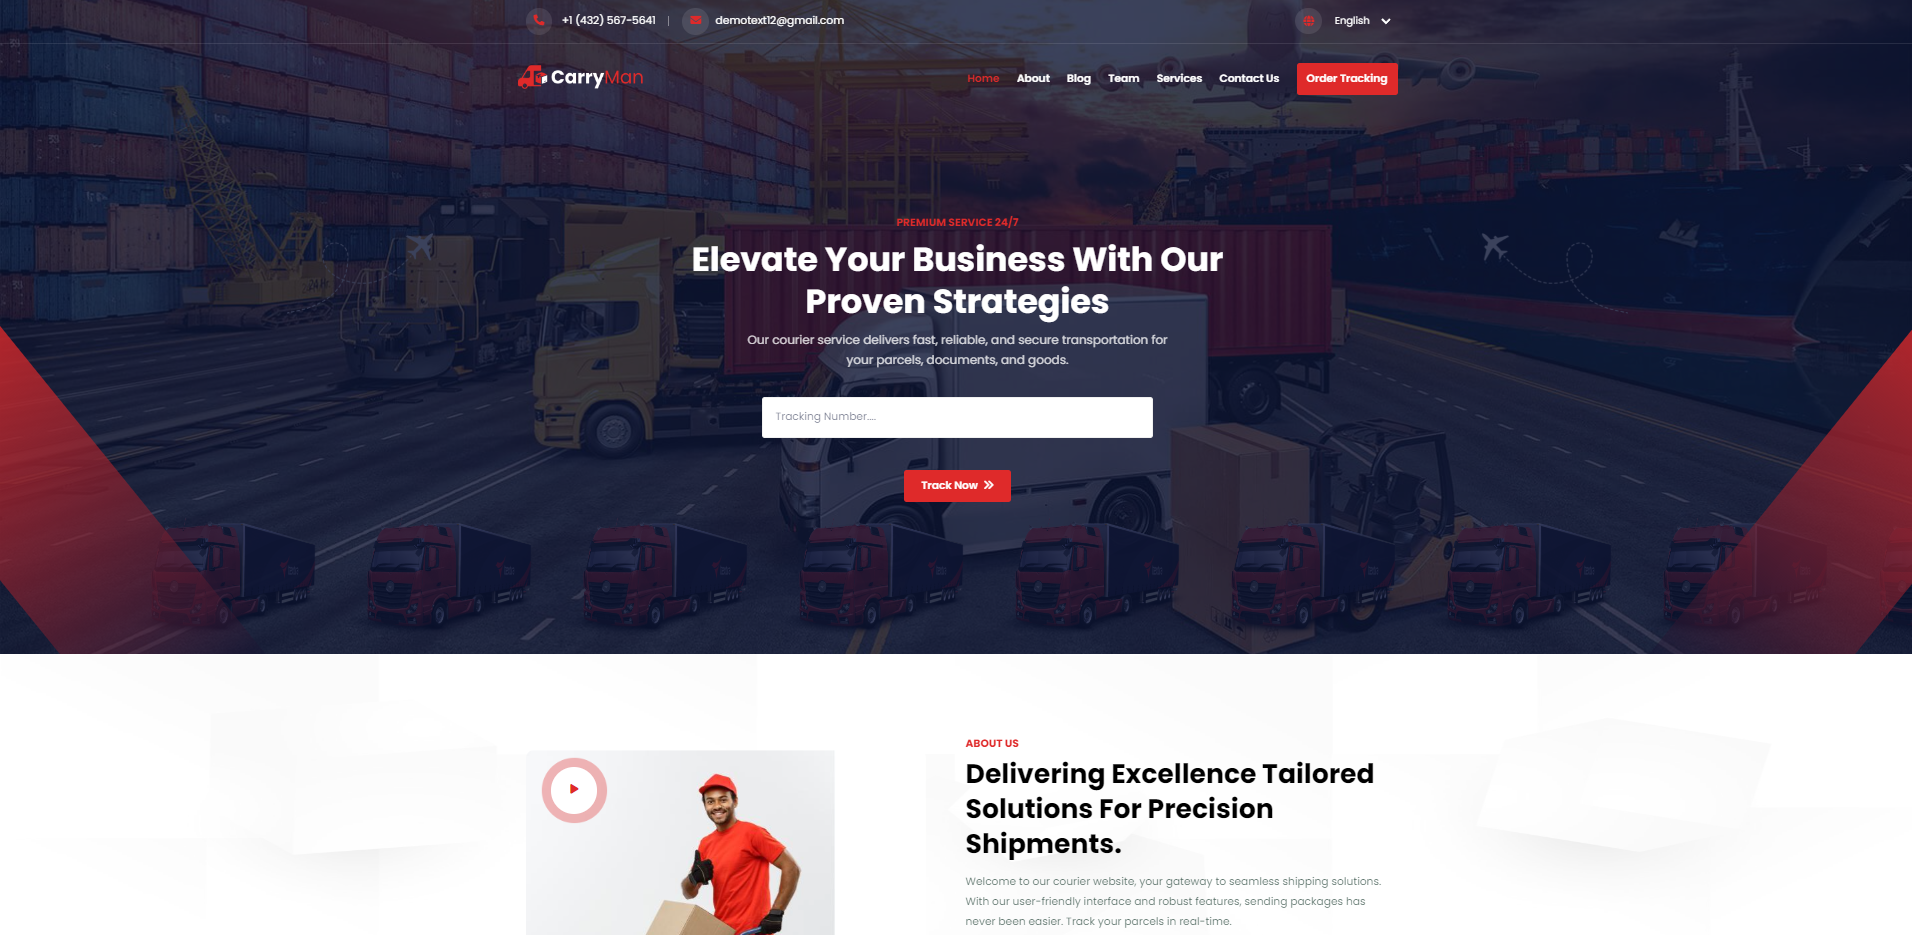 +1 (432) 567-5641 | demotext12@gmail.com
English
CarryMan
Home About Blog Team Services Contact Us Order Tracking
PREMIUM SERVICE 24/7
Elevate Your Business With Our
Proven Strategies
Our courier service delivers fast, reliable, and secure transportation for
your parcels, documents, and goods.
Tracking Number....
Track Now
ABOUT US
Delivering Excellence Tailored
Solutions For Precision
Shipments.
Welcome to our courier website, your gateway to seamless shipping solutions.
With our user-friendly interface and robust features, sending packages has
never been easier. Track your parcels in real-time.